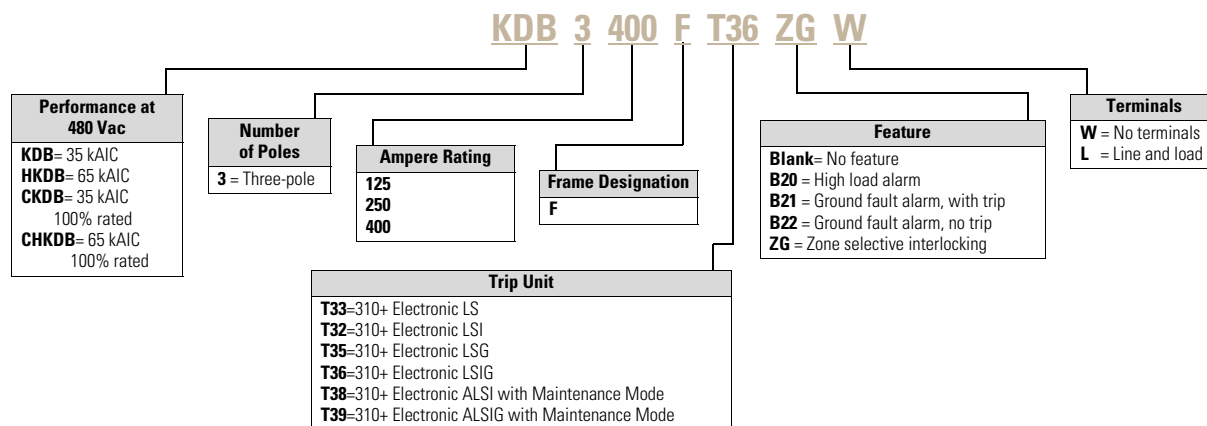 KDB 3 400 F T36 ZG W
Performance at
480 Vac
KDB= 35 kAIC
HKDB= 65 kAIC
CKDB= 35 kAIC
100% rated
CHKDB= 65 kAIC
100% rated
Number
of Poles
3 = Three-pole
Ampere Rating
125
250
400
Frame Designation
F
Trip Unit
T33=310+ Electronic LS
T32=310+ Electronic LSI
T35=310+ Electronic LSG
T36=310+ Electronic LSIG
T38=310+ Electronic ALSI with Maintenance Mode
T39=310+ Electronic ALSIG with Maintenance Mode
Feature
Blank= No feature
B20 = High load alarm
B21 = Ground fault alarm, with trip
B22 = Ground fault alarm, no trip
ZG = Zone selective interlocking
Terminals
W = No terminals
L = Line and load